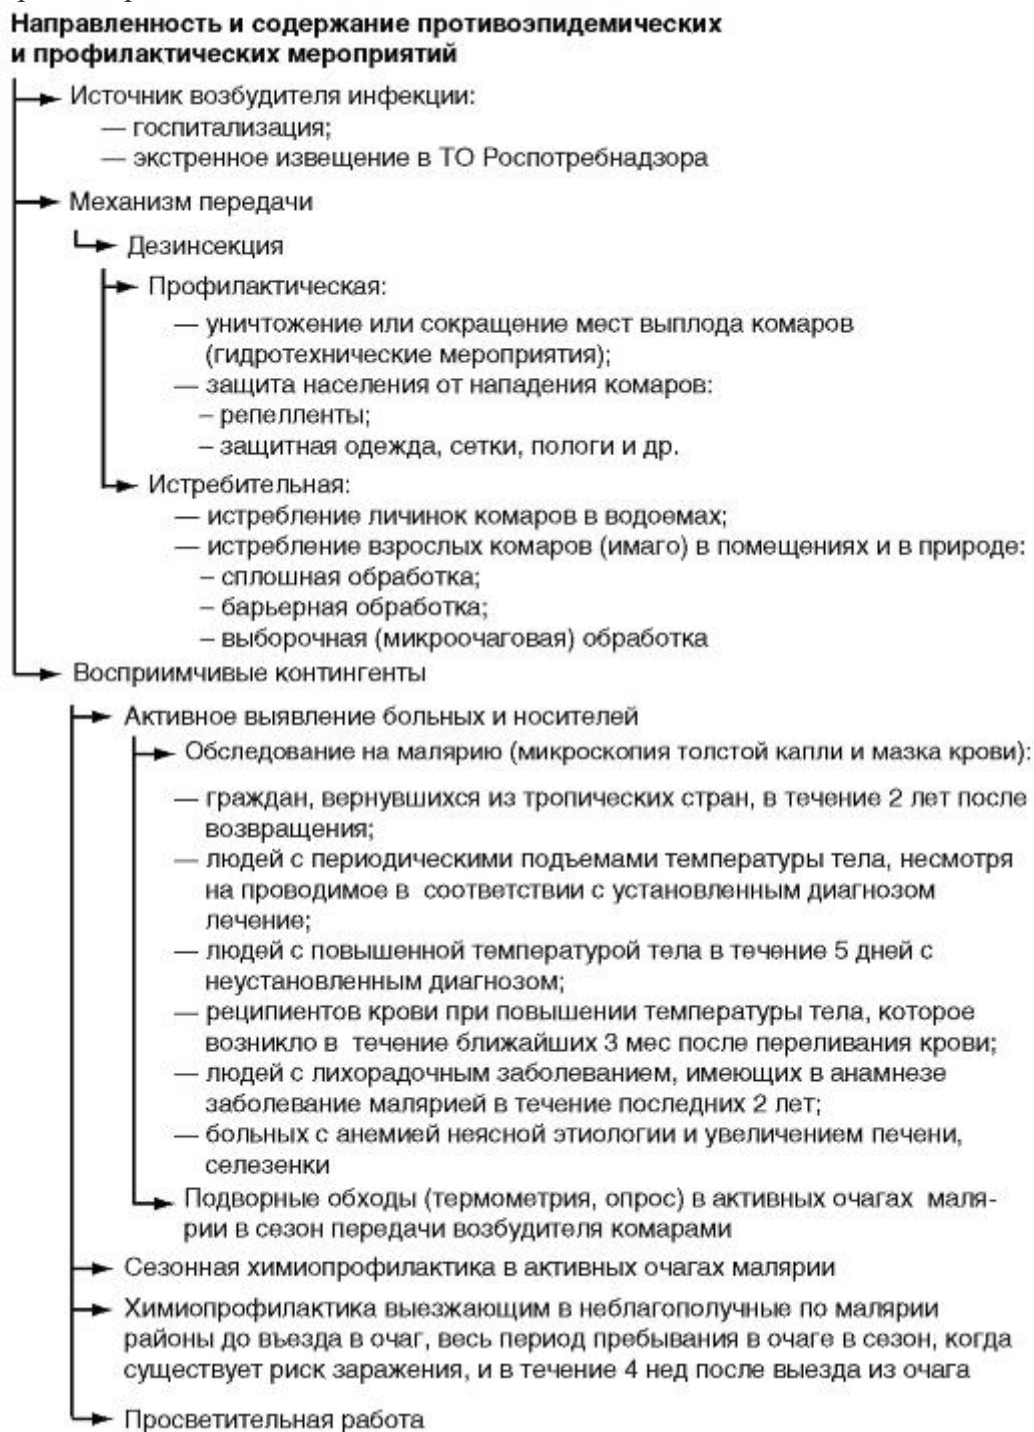 Направленность и содержание противоэпидемических
и профилактических мероприятий
Источник возбудителя инфекции:
— госпитализация;
— экстренное извещение в ТО Роспотребнадзора
Механизм передачи
Дезинсекция
Профилактическая:
— уничтожение или сокращение мест выплода комаров
(гидротехнические мероприятия);
— защита населения от нападения комаров:
– репелленты;
– защитная одежда, сетки, пологи и др.
Истребительная:
— истребление личинок комаров в водоемах;
— истребление взрослых комаров (имаго) в помещениях и в природе:
– сплошная обработка;
– барьерная обработка;
– выборочная (микроочаговая) обработка
Восприимчивые контингенты
Активное выявление больных и носителей
Обследование на малярию (микроскопия толстой капли и мазка крови):
— граждан, вернувшихся из тропических стран, в течение 2 лет после
возвращения;
— людей с периодическими подъемами температуры тела, несмотря
на проводимое в соответствии с установленным диагнозом
лечение;
— людей с повышенной температурой тела в течение 5 дней с
неустановленным диагнозом;
— реципиентов крови при повышении температуры тела, которое
возникло в течение ближайших 3 мес после переливания крови;
— людей с лихорадочным заболеванием, имеющих в анамнезе
заболевание малярией в течение последних 2 лет;
— больных с анемией неясной этиологии и увеличением печени,
селезенки
Подворные обходы (термометрия, опрос) в активных очагах маля-
рии в сезон передачи возбудителя комарами
Сезонная химиопрофилактика в активных очагах малярии
Химиопрофилактика выезжающим в неблагополучные по малярии
районы до въезда в очаг, весь период пребывания в очаге в сезон, когда
существует риск заражения, и в течение 4 нед после выезда из очага
Просветительная работа